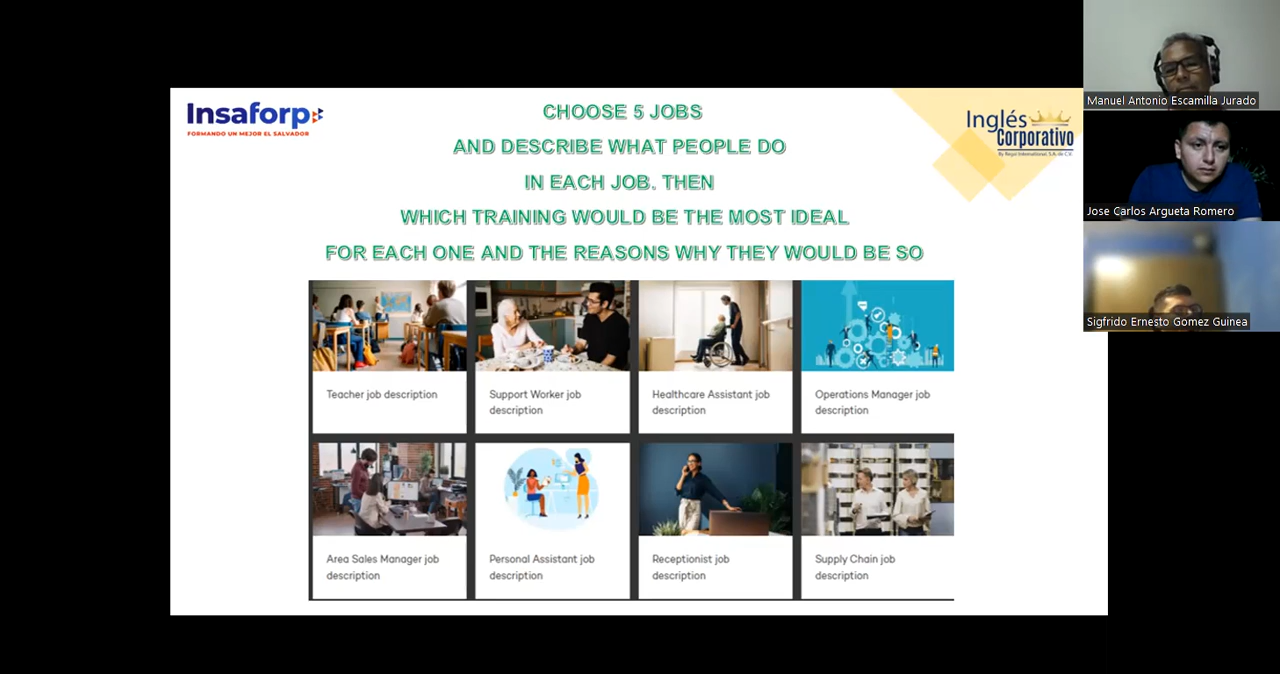 Insaforp
FORMANDO UN MEJOR EL SALVADOR
CHOOSE 5 JOBS
AND DESCRIBE WHAT PEOPLE DO
IN EACH JOB. THEN
WHICH TRAINING WOULD BE THE MOST IDEAL
FOR EACH ONE AND THE REASONS WHY THEY WOULD BE SO
Inglés
Corporativo
By Regal International, S.A. de C.V.
Teacher job description
Support Worker job
description
Healthcare Assistant job
description
Operations Manager job
description
Area Sales Manager job
description
Personal Assistant job
description
Receptionist job
description
Supply Chain job
description
Manuel Antonio Escamilla Jurado
Jose Carlos Argueta Romero
Sigfrido Ernesto Gomez Guinea